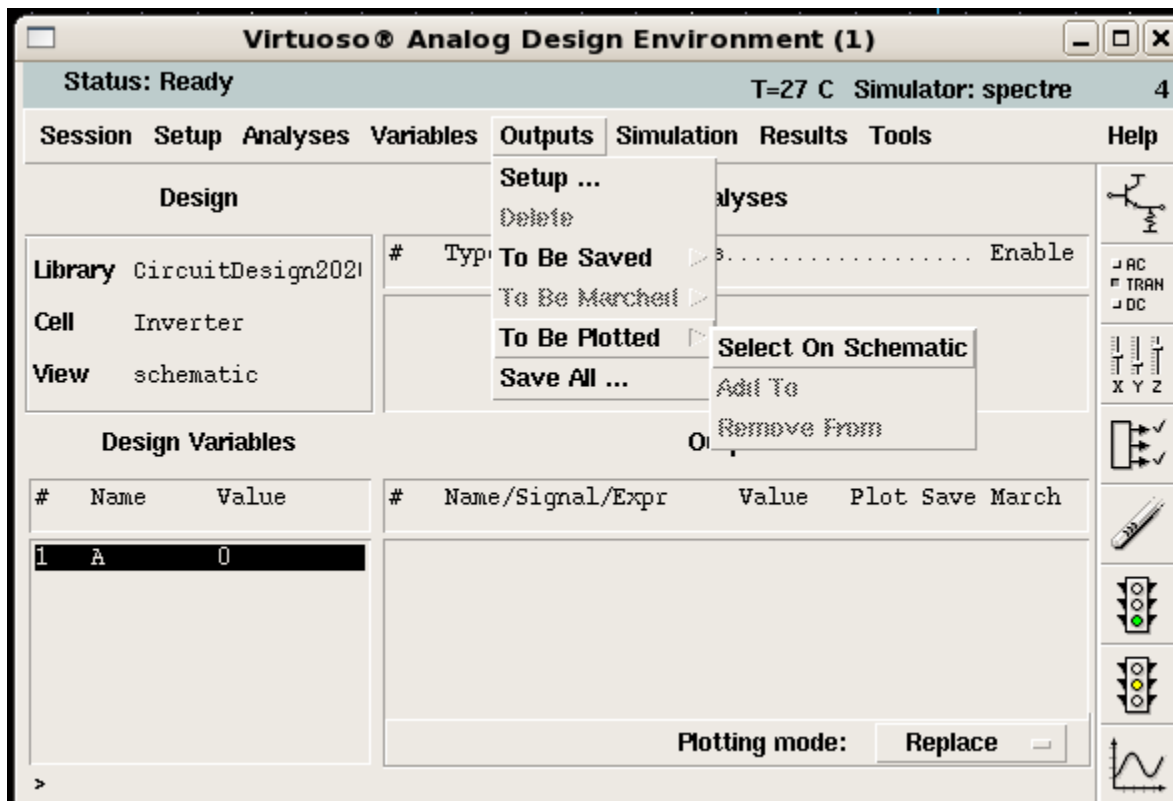 Virtuoso® Analog Design Environment (1)
Status: Ready
T=27 C Simulator: spectre 4
Session Setup Analyses Variables Outputs Simulation Results Tools Help
Design
Library CircuitDesign202
Cell Inverter
View schematic
Setup ...
Delete
To Be Saved
To Be Marched
To Be Plotted
Save All ...
Select On Schematic
Add To
Remove From
alyses
# Typ s.................. Enable
AC
TRAN
DC
X Y Z
Design Variables
# Name Value
1 A 0
# Name/Signal/Expr Value Plot Save March
Plotting mode: Replace
>